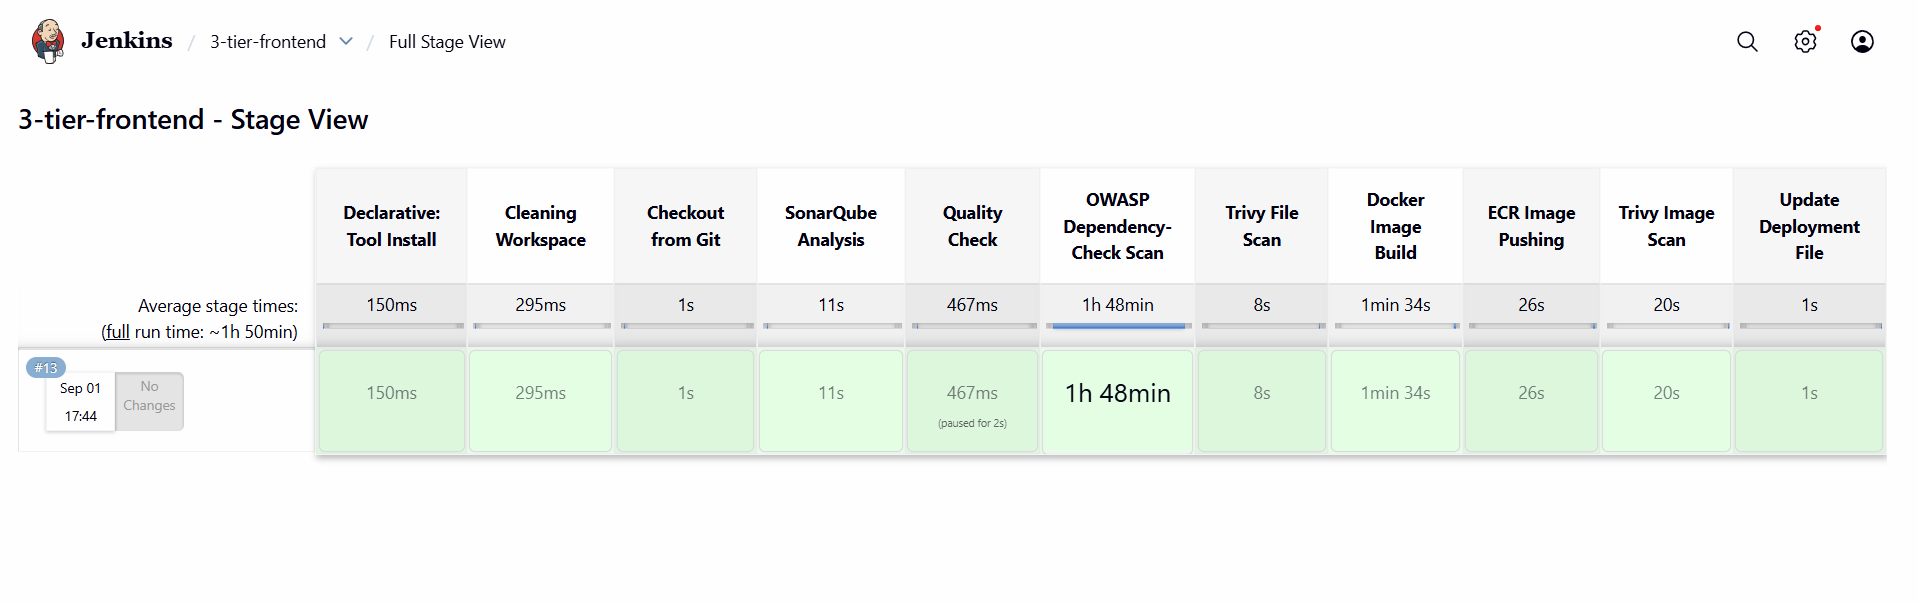 Jenkins / 3-tier-frontend / Full Stage View
3-tier-frontend - Stage View
Declarative:
Tool Install
Cleaning
Workspace
Checkout
from Git
SonarQube
Analysis
Quality
Check
OWASP
Dependency-
Check Scan
Trivy File
Scan
Docker
Image
Build
ECR Image
Pushing
Trivy Image
Scan
Update
Deployment
File
Average stage times:
(full run time: ~1h 50min)
150ms
295ms
1s
11s
467ms
1h 48min
8s
1min 34s
26s
20s
1s
#13
Sep 01
17:44
No
Changes
150ms
295ms
1s
11s
467ms
(paused for 2s)
1h 48min
8s
1min 34s
26s
20s
1s